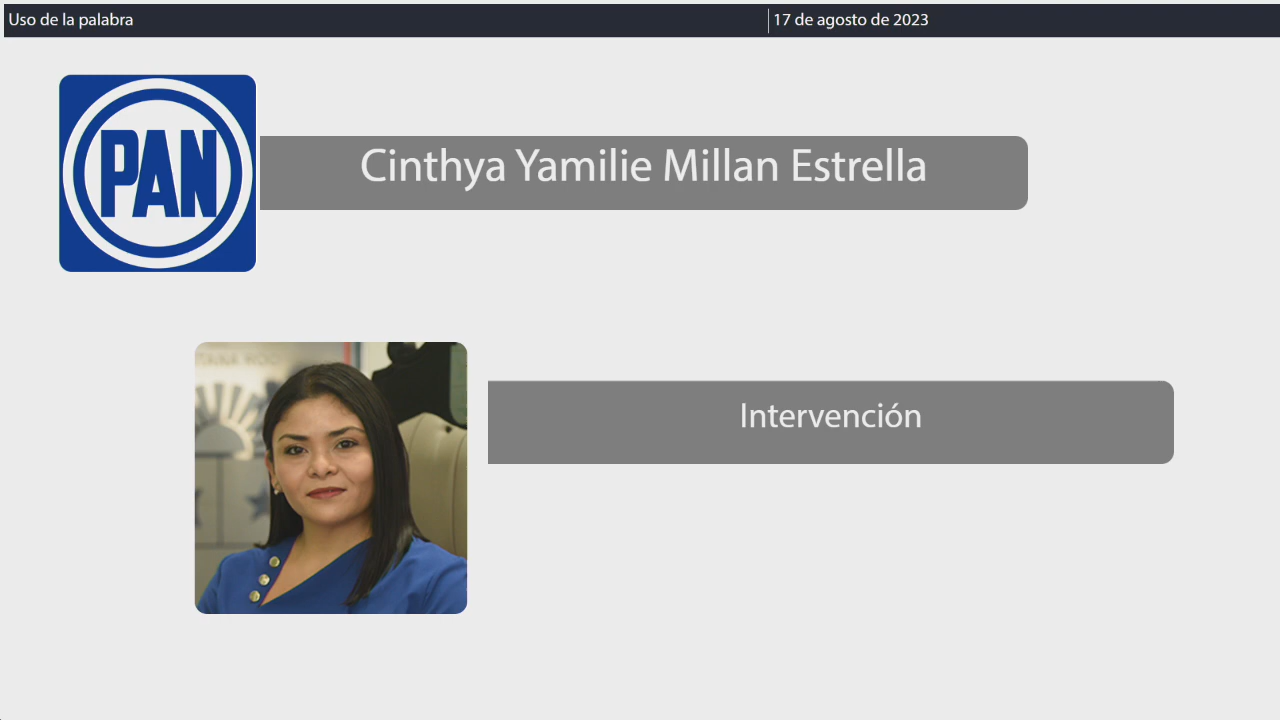 Uso de la palabra
17 de agosto de 2023
PAN
Cinthya Yamilie Millan Estrella
Intervención